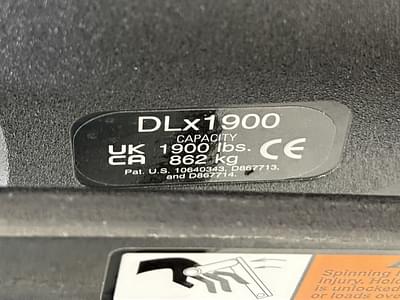 DLx1900
CAPACITY
UK CA 1900 lbs. CE
862 kg
Pat. U.S. 10640343, D867713,
and D867714.
Spinning
injury. Hold
is unlocked
or loads ove